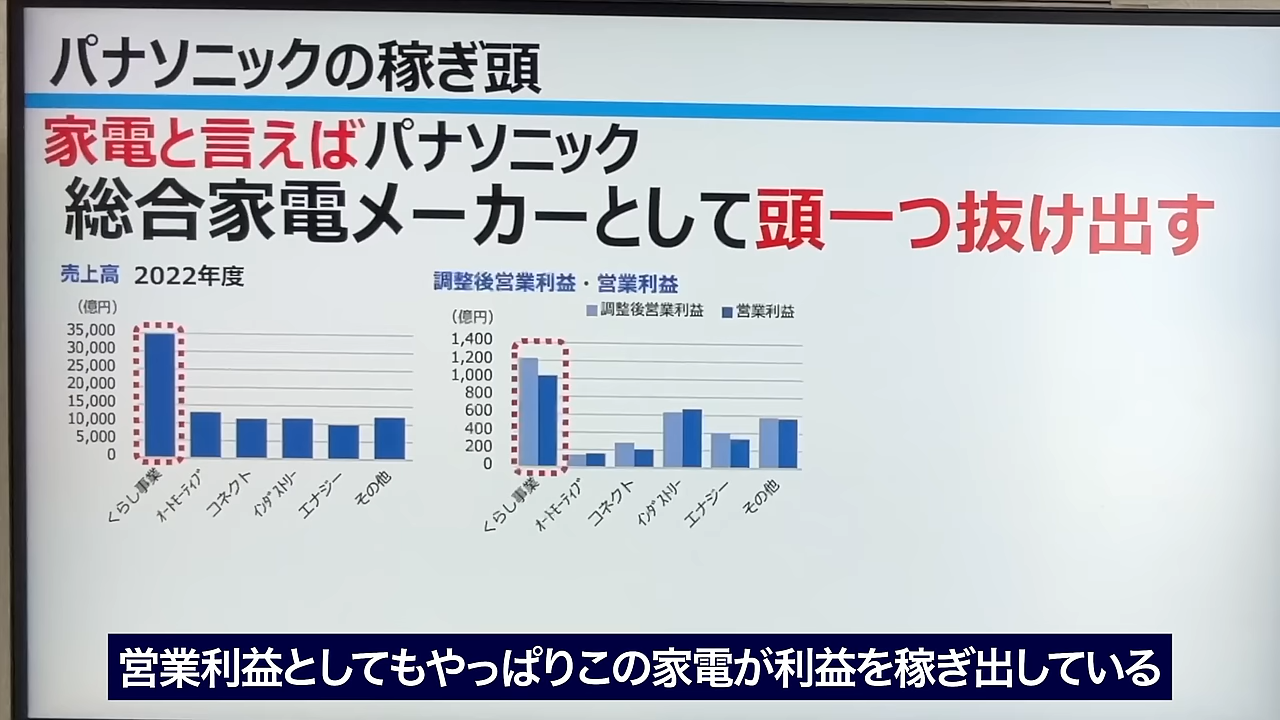 パナソニックの稼ぎ頭
家電と言えばパナソニック
総合家電メーカーとして頭一つ抜け出す
売上高 2022年度
（億円）
35,000
30,000
25,000
20,000
15,000
10,000
5,000
0
くらし事業
オートモーティブ
コネクト
インダストリー
エナジー
その他
調整後営業利益・営業利益
（億円）
調整後営業利益 営業利益
1,400
1,200
1,000
800
600
400
200
0
くらし事業
オートモーティブ
コネクト
インダストリー
エナジー
その他
営業利益としてもやっぱりこの家電が利益を稼ぎ出している